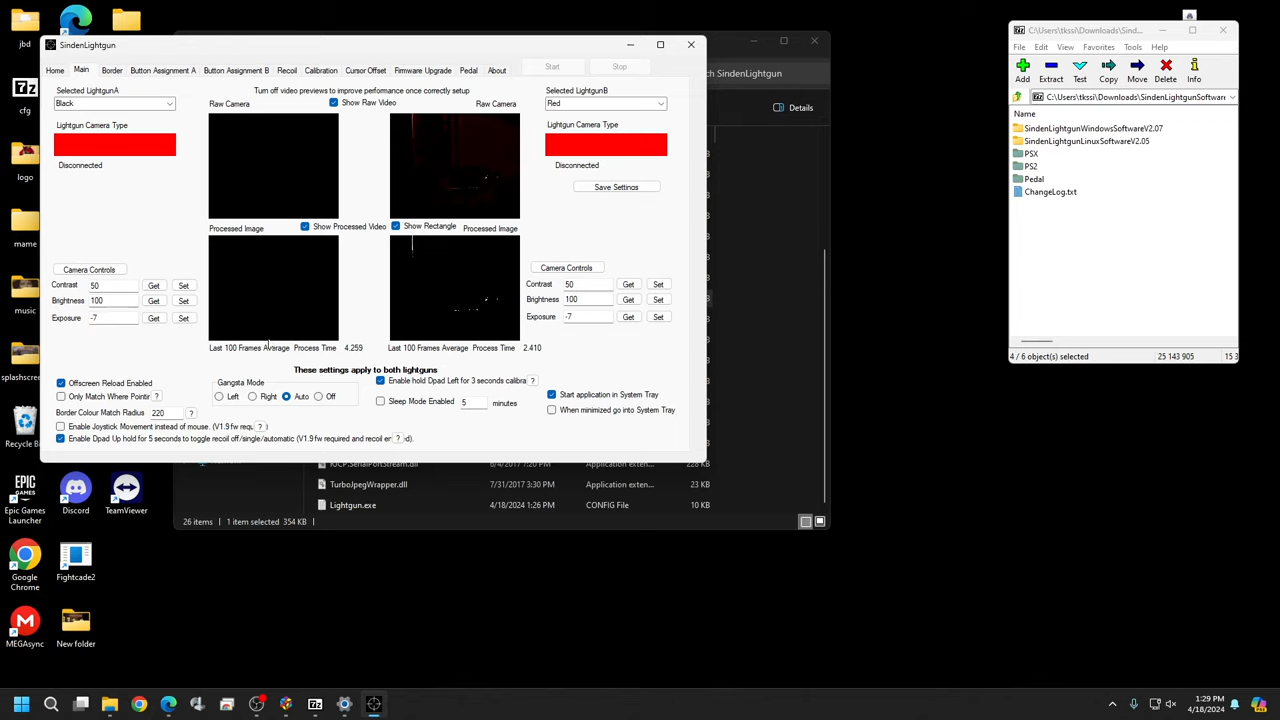 jbd
cfg
logo
mame
music
splashscreen
Recycle B
Epic Games Launcher
Discord
TeamViewer
Google Chrome
Fightcade2
MEGAsync
New folder
SindenLightgun
Home Main Border Button Assignment A Button Assignment B Recoil Calibration Cursor Offset Firmware Upgrade Pedal About
Start Stop
Selected LightgunA
Black
Turn off video previews to improve performance once correctly setup
Raw Camera Show Raw Video Raw Camera
Selected LightgunB
Red
Lightgun Camera Type
Disconnected
Lightgun Camera Type
Disconnected
Save Settings
Processed Image Show Processed Video Show Rectangle Processed Image
Camera Controls
Contrast 50 Get Set
Brightness 100 Get Set
Exposure -7 Get Set
Camera Controls
Contrast 50 Get Set
Brightness 100 Get Set
Exposure -7 Get Set
Last 100 Frames Average Process Time 4.259
Last 100 Frames Average Process Time 2.410
These settings apply to both lightguns
Offscreen Reload Enabled
Only Match Where Pointir ?
Border Colour Match Radius 220 ?
Enable Joystick Movement instead of mouse. (V1.9 fw requ ? )
Enable Dpad Up hold for 5 seconds to toggle recoil off/single/automatic (V1.9 fw required and recoil en ? d).
Gangsta Mode
Left Right Auto Off
Enable hold Dpad Left for 3 seconds calibra ?
Sleep Mode Enabled 5 minutes
Start application in System Tray
When minimized go into System Tray
ch SindenLightgun
Details
TurboJpegWrapper.dll 7/31/2017 3:30 PM Application exten... 23 KB
Lightgun.exe 4/18/2024 1:26 PM CONFIG File 10 KB
26 items 1 item selected 354 KB
C:\Users\tkssi\Downloads\Sind...
File Edit View Favorites Tools Help
Add Extract Test Copy Move Delete Info
C:\Users\tkssi\Downloads\SindenLightgunSoftware
Name
SindenLightgunWindowsSoftwareV2.07
SindenLightgunLinuxSoftwareV2.05
PSX
PS2
Pedal
ChangeLog.txt
4 / 6 object(s) selected 25 143 905 15 3
1:29 PM
4/18/2024